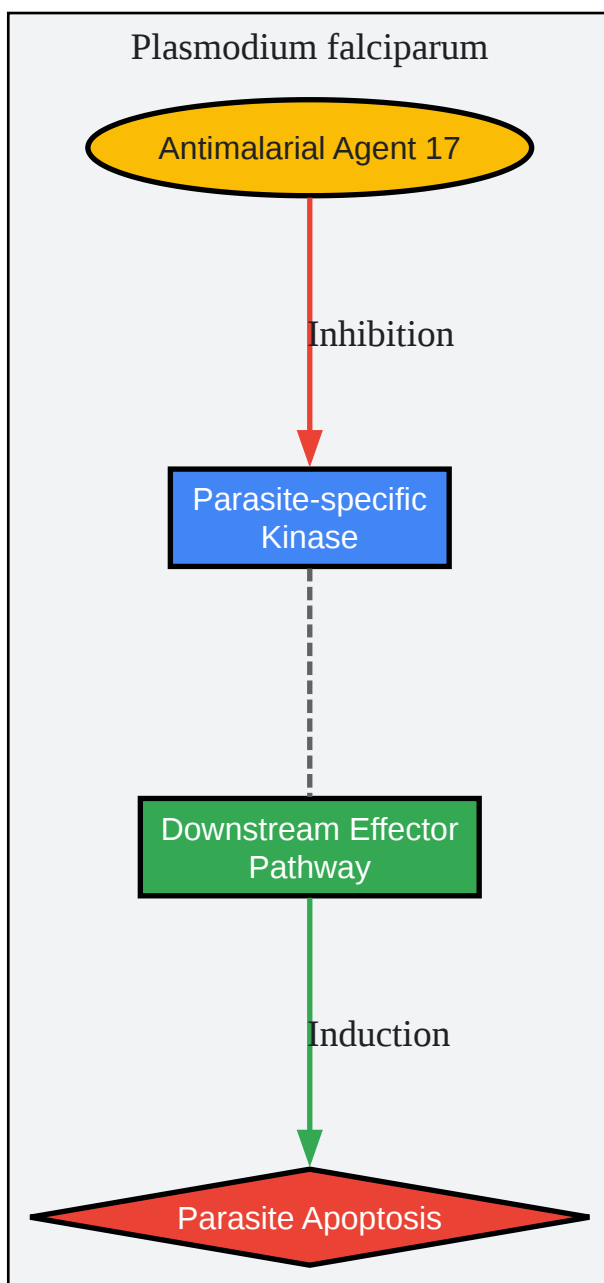 Plasmodium falciparum
Antimalarial Agent 17
Inhibition
Parasite-specific
Kinase
Downstream Effector
Pathway
Induction
Parasite Apoptosis